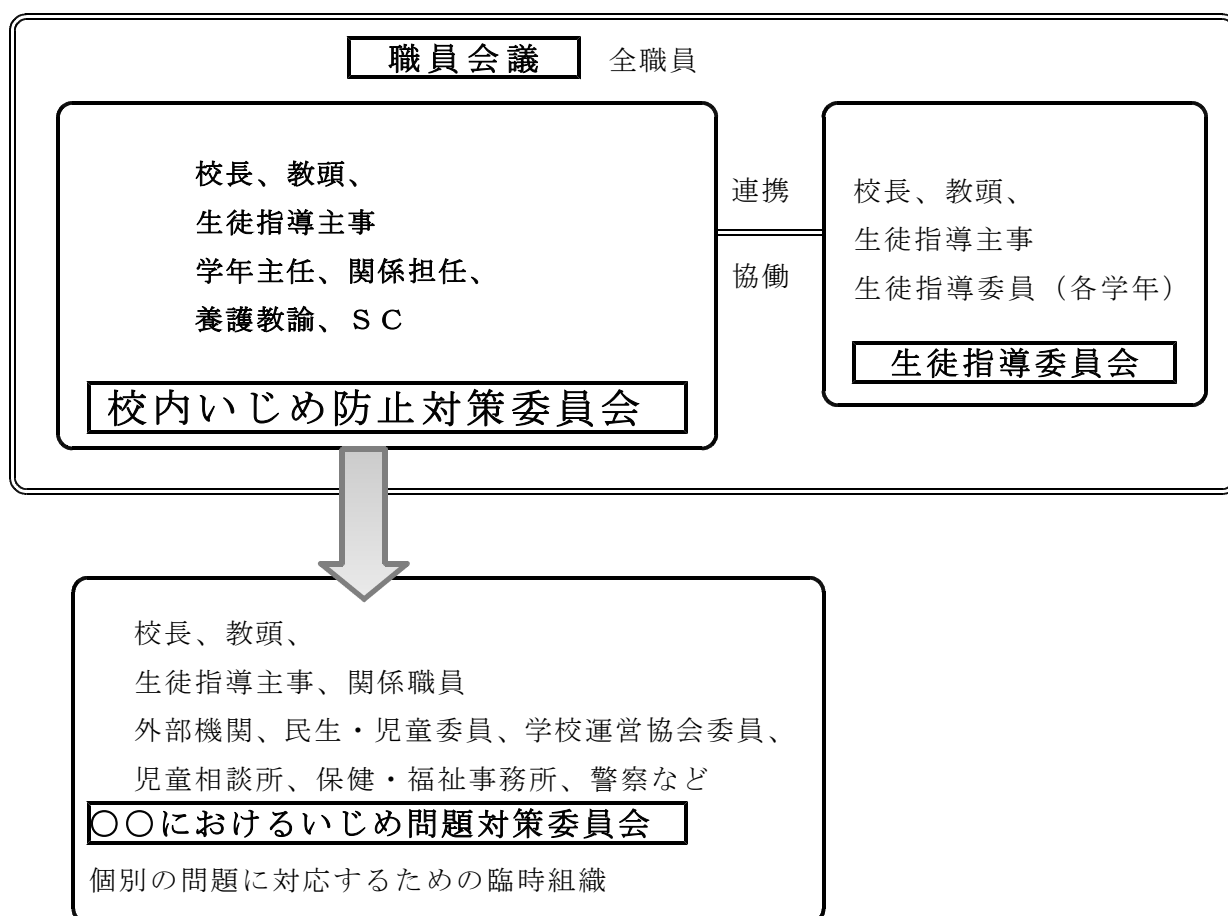 職員会議 全職員
校長、教頭、
生徒指導主事
学年主任、関係担任、
養護教諭、ＳＣ
校内いじめ防止対策委員会
連携
協働
校長、教頭、
生徒指導主事
生徒指導委員（各学年）
生徒指導委員会
校長、教頭、
生徒指導主事、関係職員
外部機関、民生・児童委員、学校運営協会委員、
児童相談所、保健・福祉事務所、警察など
〇〇におけるいじめ問題対策委員会
個別の問題に対応するための臨時組織